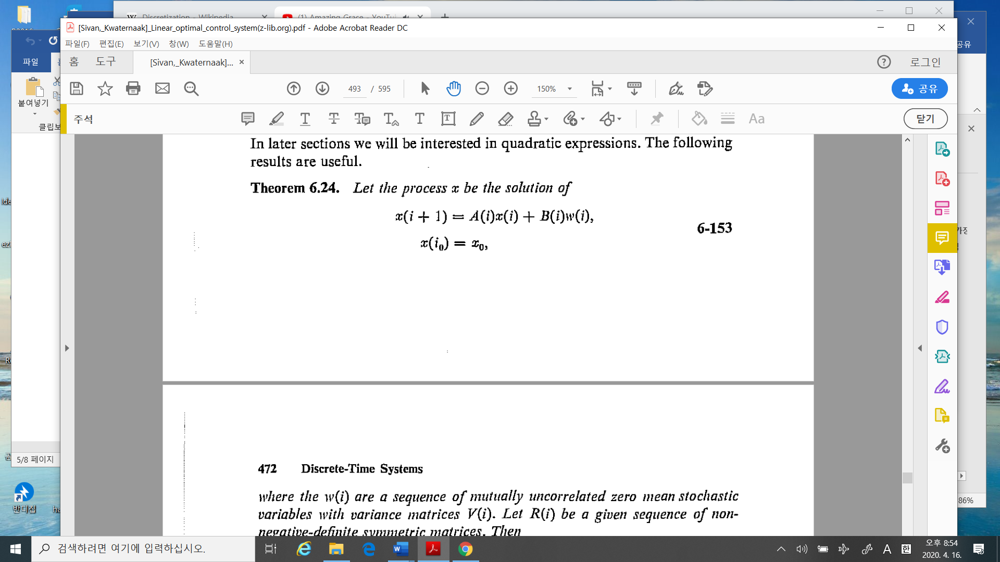 Discretization - Wikipedia
(1) Amazing Grace - YouTu
[Sivan,_Kwaternaak]_Linear_optimal_control_system(z-lib.org).pdf - Adobe Acrobat Reader DC
파일(F) 편집(E) 보기(V) 창(W) 도움말(H)
홈 도구 [Sivan,_Kwaternaak]... 로그인
493 / 595 150% 공유
주석 닫기
파일
공유
붙여넣기
클립보
5/8 페이지
반디집
86%
In later sections we will be interested in quadratic expressions. The following
results are useful.
Theorem 6.24. Let the process x be the solution of
x(i + 1) = A(i)x(i) + B(i)w(i),
6-153
x(i₀) = x₀,
472 Discrete-Time Systems
where the w(i) are a sequence of mutually uncorrelated zero mean stochastic
variables with variance matrices V(i). Let R(i) be a given sequence of non-
negative-definite symmetric matrices. Then
검색하려면 여기에 입력하십시오.
A 한
오후 8:54
2020. 4. 16.